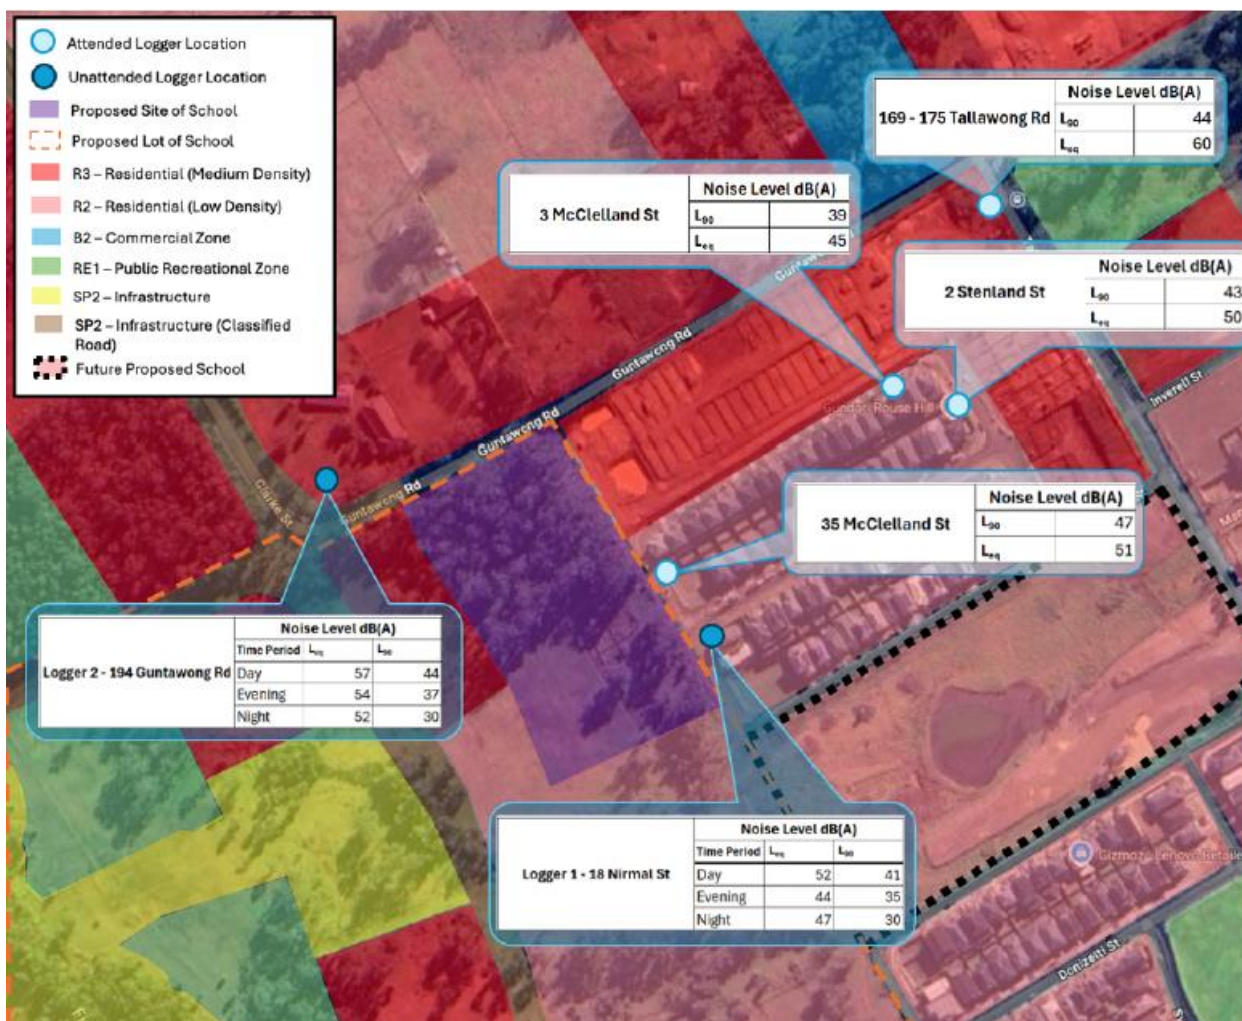 Attended Logger Location
Unattended Logger Location
Proposed Site of School
Proposed Lot of School
R3 – Residential (Medium Density)
R2 – Residential (Low Density)
B2 – Commercial Zone
RE1 – Public Recreational Zone
SP2 – Infrastructure
SP2 – Infrastructure (Classified
Road)
Future Proposed School
169 - 175 Tallawong Rd
Noise Level dB(A)
L90 44
Leq 60
3 McClelland St
Noise Level dB(A)
L90 39
Leq 45
2 Stenland St
Noise Level dB(A)
L90 43
Leq 50
Guntawong Rd
Guntawong Rd
Guntawong Rd
Clarke St
Inverell St
35 McClelland St
Noise Level dB(A)
L90 47
Leq 51
Logger 2 - 194 Guntawong Rd
Noise Level dB(A)
Time Period Leq L90
Day 57 44
Evening 54 37
Night 52 30
Logger 1 - 18 Nirmal St
Noise Level dB(A)
Time Period Leq L90
Day 52 41
Evening 44 35
Night 47 30
Donizetti St